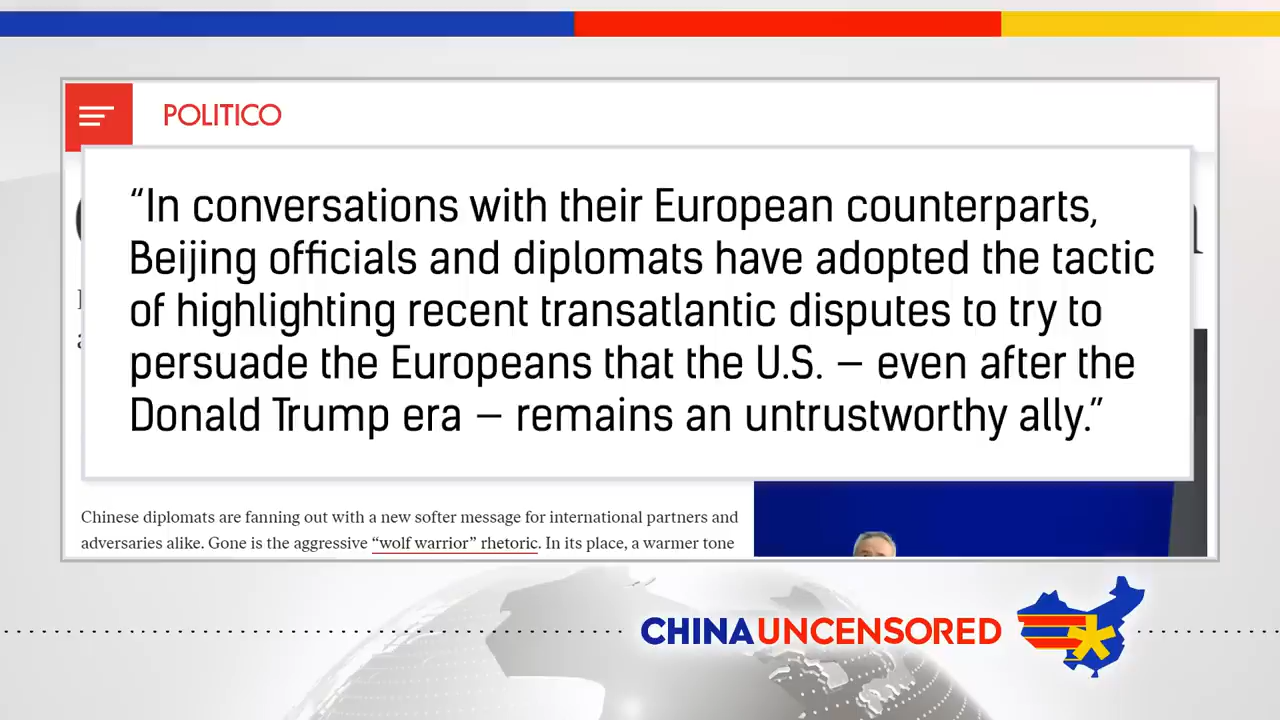 POLITICO
“In conversations with their European counterparts,
Beijing officials and diplomats have adopted the tactic
of highlighting recent transatlantic disputes to try to
persuade the Europeans that the U.S. – even after the
Donald Trump era – remains an untrustworthy ally.”
Chinese diplomats are fanning out with a new softer message for international partners and
adversaries alike. Gone is the aggressive “wolf warrior” rhetoric. In its place, a warmer tone
CHINAUNCENSORED